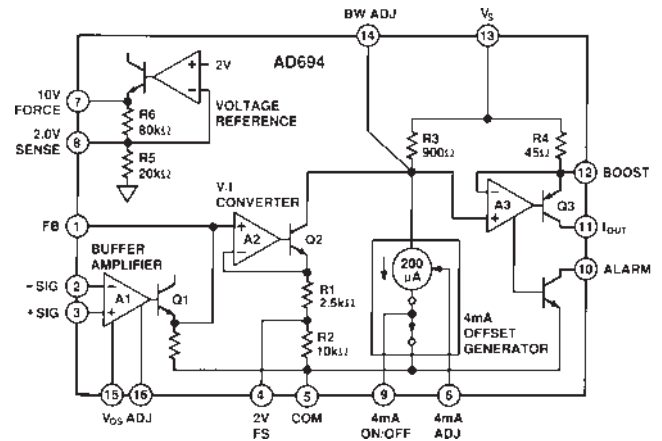 BW ADJ
VS
14
13
AD694
2V
10V
FORCE
7
R6
80kΩ
VOLTAGE
REFERENCE
2.0V
SENSE
8
R5
20kΩ
R3
900Ω
R4
45Ω
12
BOOST
V-I
CONVERTER
A3
Q3
FB
1
A2
Q2
11
IOUT
BUFFER
AMPLIFIER
200
μA
10
ALARM
−SIG
2
A1
Q1
R1
2.5kΩ
+SIG
3
4mA
OFFSET
GENERATOR
R2
10kΩ
15
16
4
5
9
6
VOS ADJ
2V
FS
COM
4mA
ON/OFF
4mA
ADJ